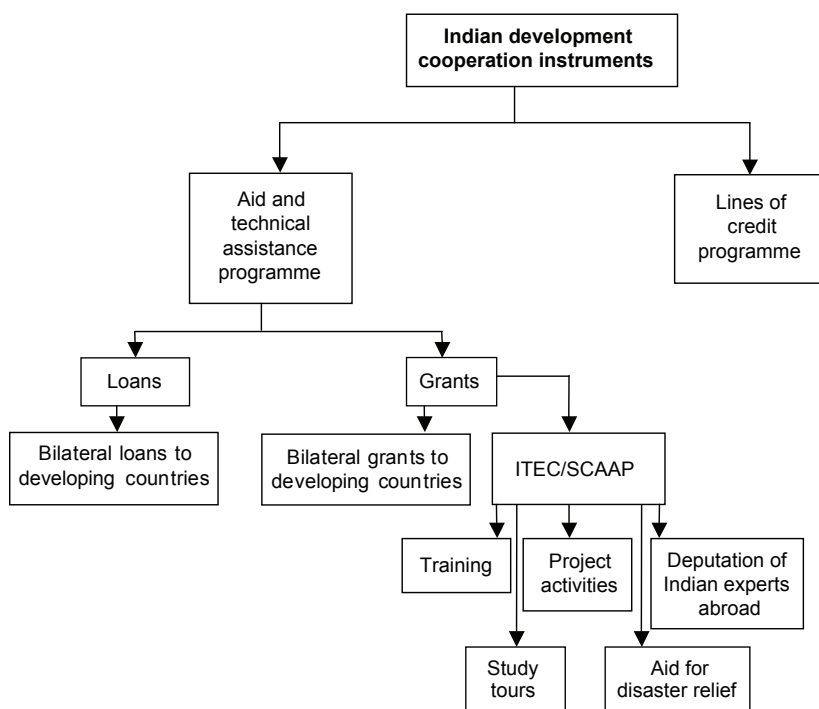 Indian development
cooperation instruments
Aid and
technical
assistance
programme
Lines of
credit
programme
Loans
Grants
Bilateral loans to
developing countries
Bilateral grants to
developing countries
ITEC/SCAAP
Training
Project
activities
Deputation of
Indian experts
abroad
Study
tours
Aid for
disaster relief